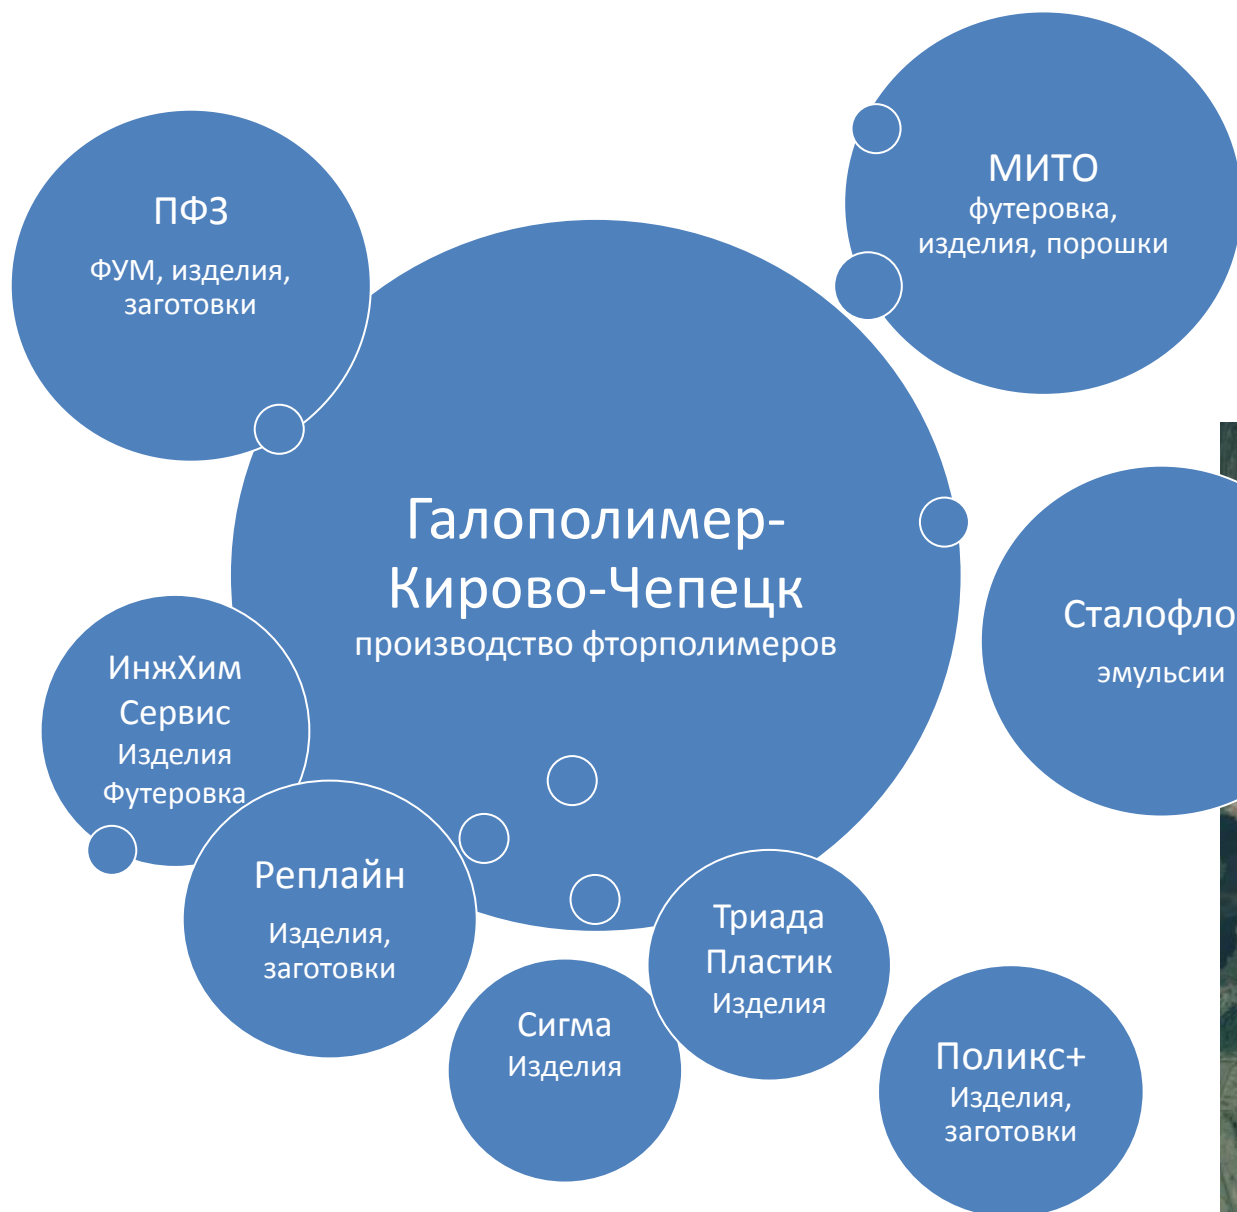 МИТО
футеровка,
изделия, порошки
ПФЗ
ФУМ, изделия,
заготовки
Галополимер-
Кирово-Чепецк
производство фторполимеров
Сталофло
эмульсии
ИнжХим
Сервис
Изделия
Футеровка
Реплайн
Изделия,
заготовки
Триада
Пластик
Изделия
Сигма
Изделия
Поликс+
Изделия,
заготовки